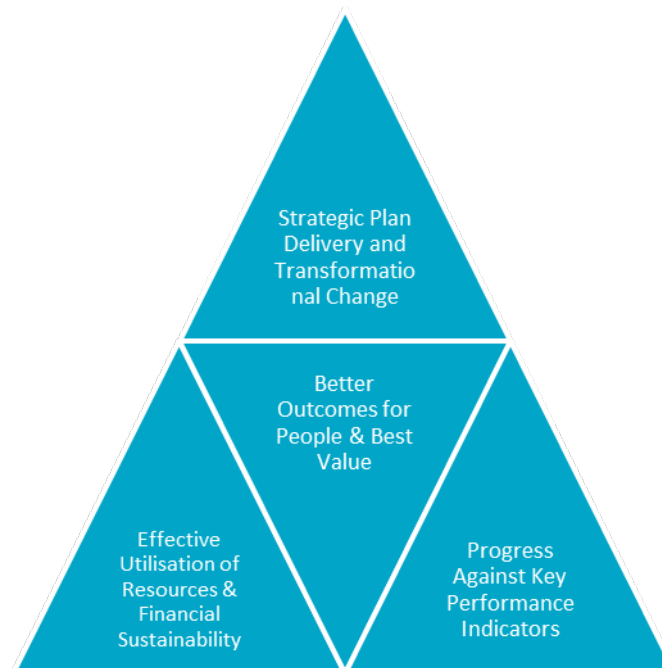 Strategic Plan
Delivery and
Transformatio
nal Change
Better
Outcomes for
People & Best
Value
Effective
Utilisation of
Resources &
Financial
Sustainability
Progress
Against Key
Performance
Indicators